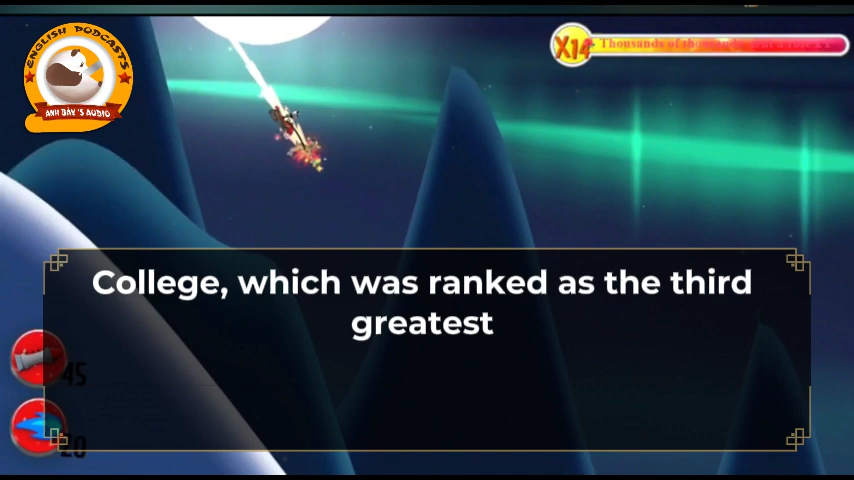 ENGLISH PODCASTS
ANH DAY 'S AUDIO
X14
Thousands of
College, which was ranked as the third
greatest
45
20